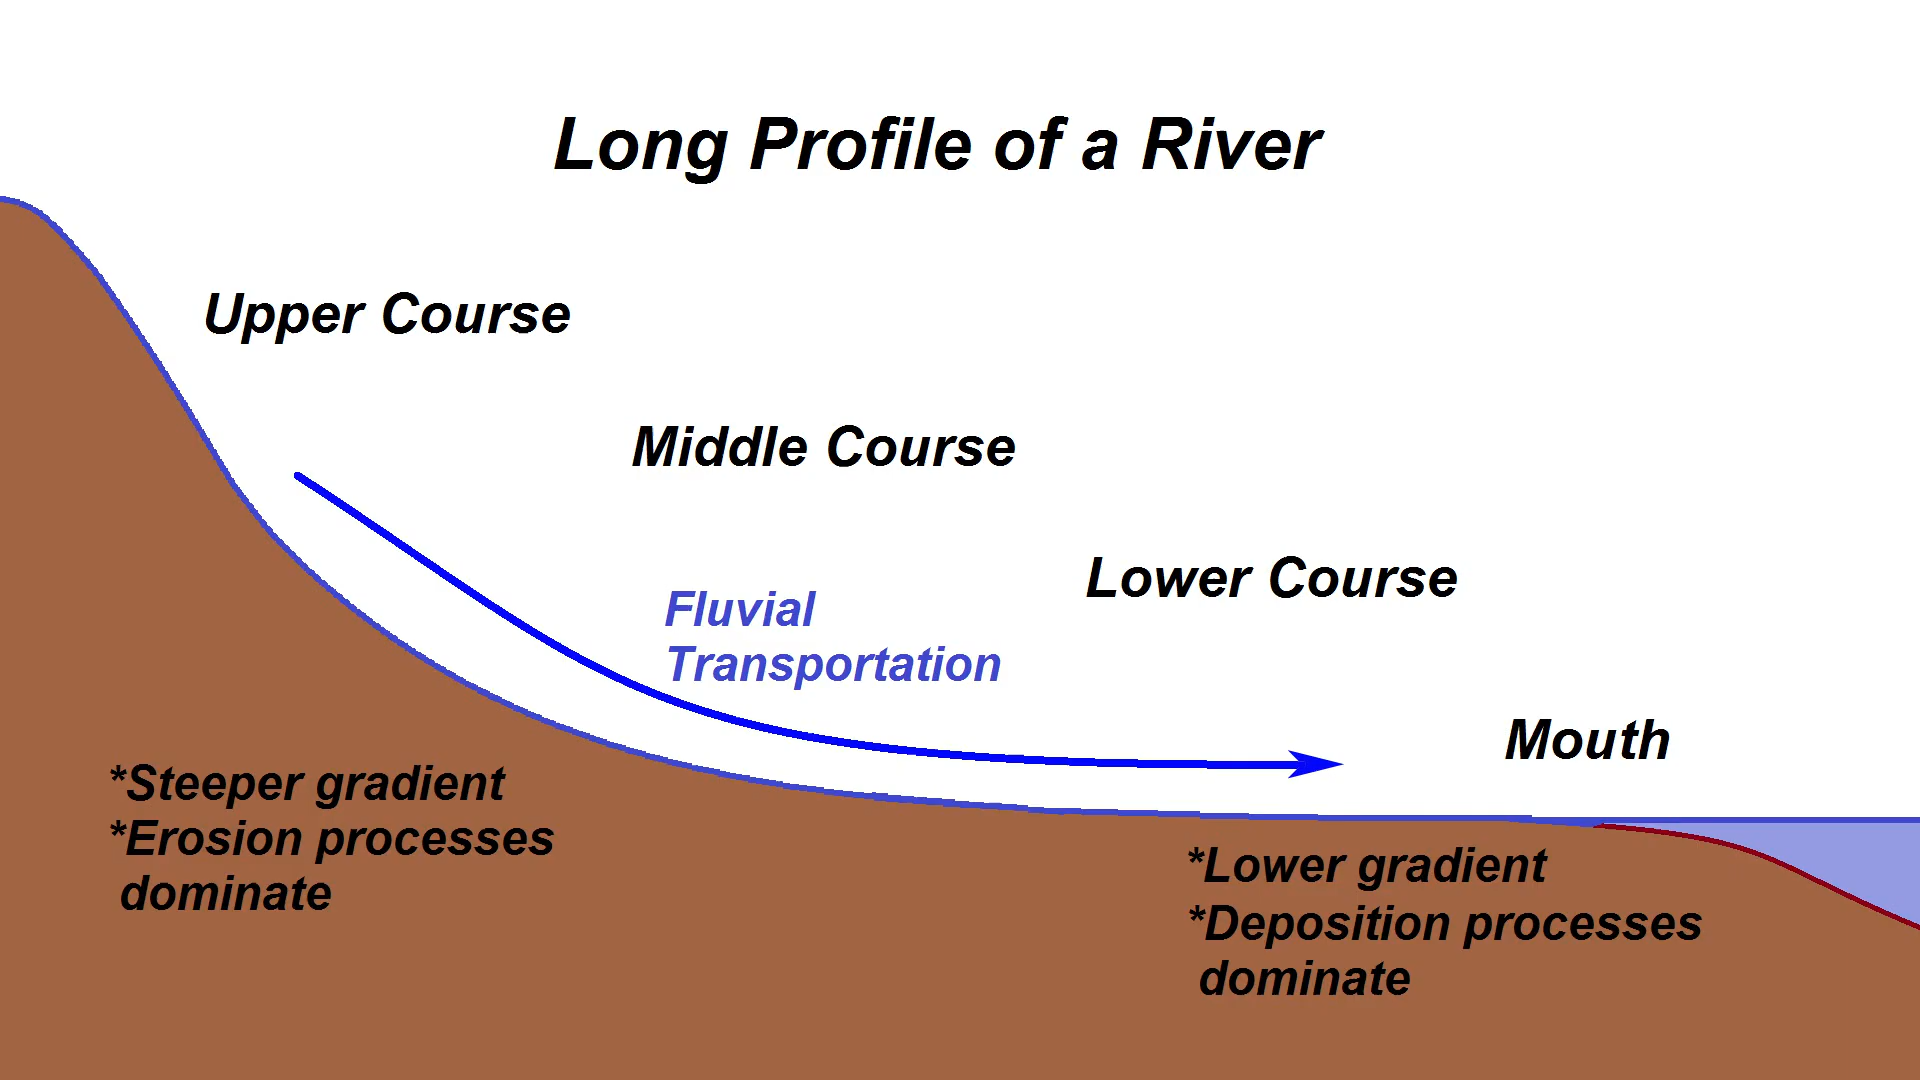 Long Profile of a River
Upper Course
Middle Course
Lower Course
Fluvial
Transportation
Mouth
*Steeper gradient
*Erosion processes
dominate
*Lower gradient
*Deposition processes
dominate